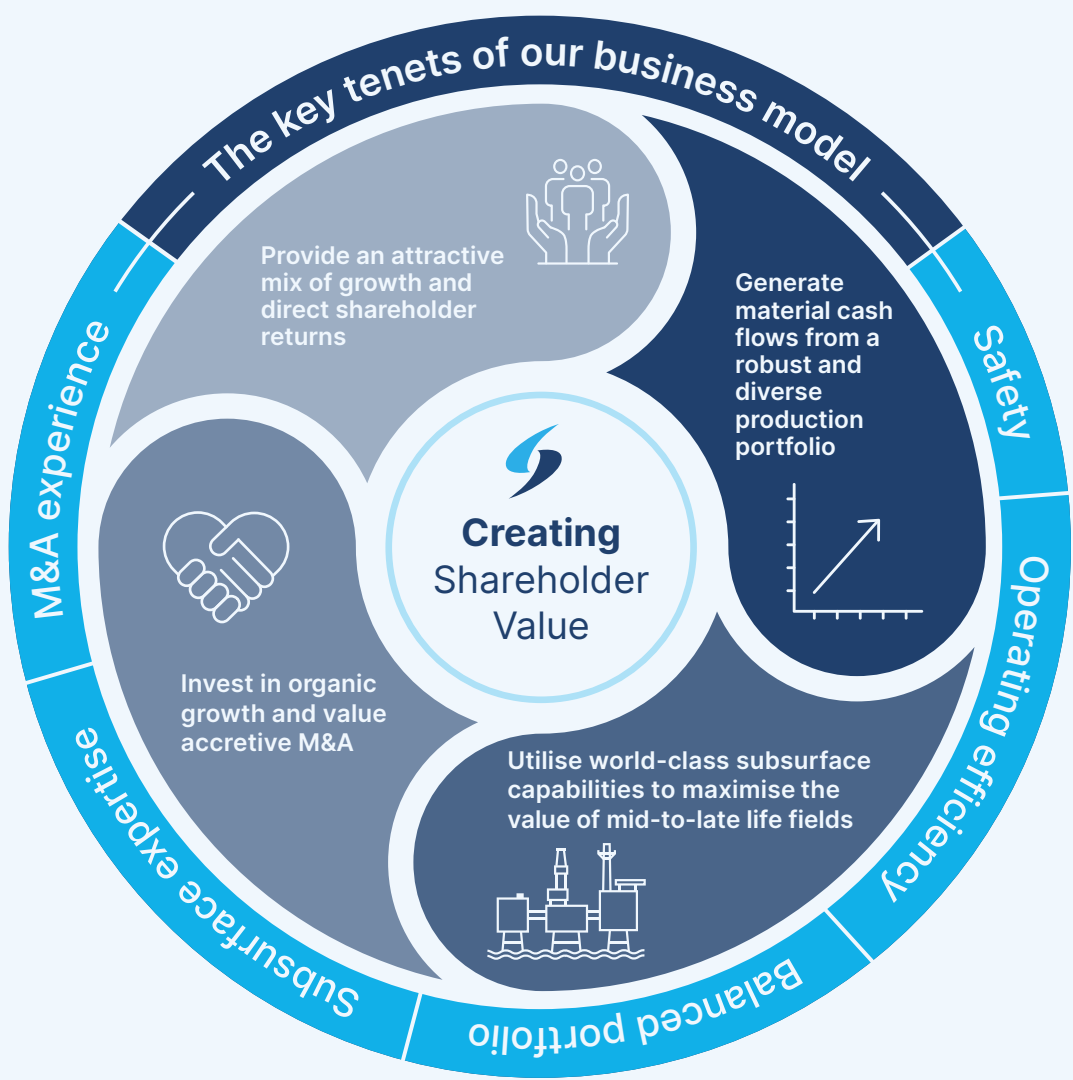 The key tenets of our business model
Safety
Operating efficiency
Balanced portfolio
Subsurface expertise
M&A experience
Provide an attractive
mix of growth and
direct shareholder
returns
Generate
material cash
flows from a
robust and
diverse
production
portfolio
Utilise world-class subsurface
capabilities to maximise the
value of mid-to-late life fields
Invest in organic
growth and value
accretive M&A
Creating
Shareholder
Value